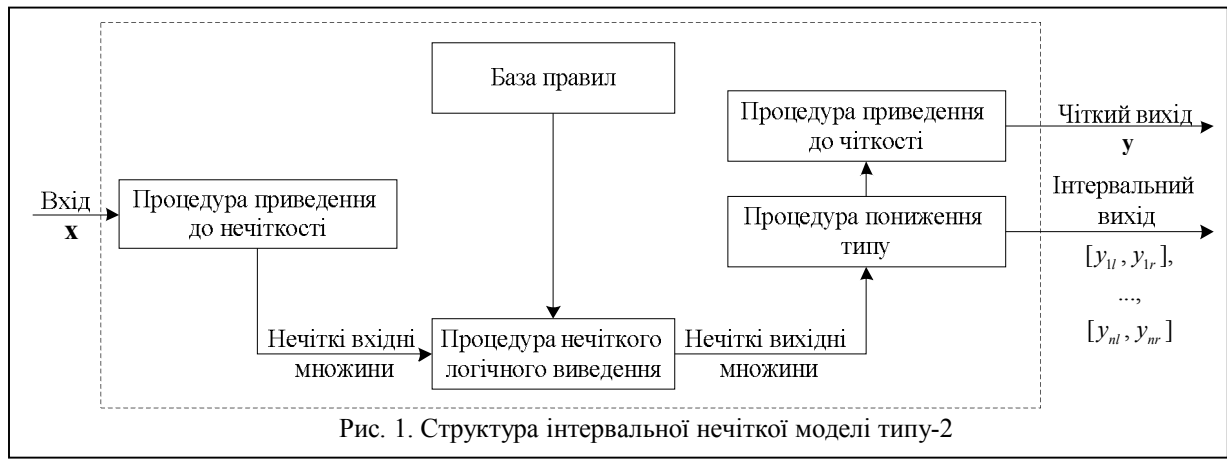 База правил
Процедура приведення
до чіткості
Чіткий вихід
y
Вхід
x
Процедура приведення
до нечіткості
Процедура пониження
типу
Інтервальний
вихід
[y1l, y1r],
...,
[ynl, ynr]
Нечіткі вхідні
множини
Процедура нечіткого
логічного виведення
Нечіткі вихідні
множини
Рис. 1. Структура інтервальної нечіткої моделі типу-2